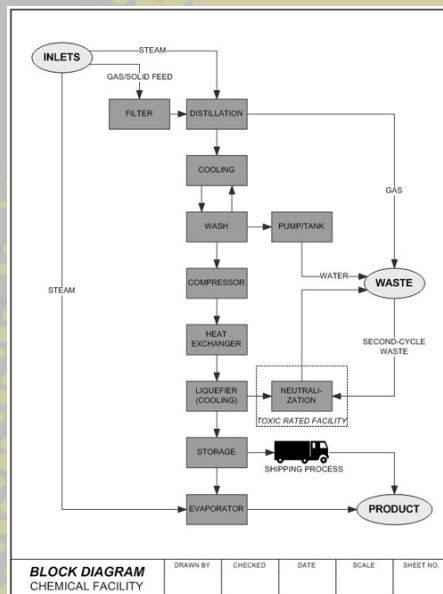 INLETS
STEAM
GAS/SOLID FEED
FILTER
DISTILLATION
COOLING
GAS
WASH
PUMP/TANK
WATER
WASTE
STEAM
COMPRESSOR
HEAT
EXCHANGER
SECOND-CYCLE
WASTE
LIQUEFIER
(COOLING)
NEUTRALI-
ZATION
TOXIC RATED FACILITY
STORAGE
SHIPPING PROCESS
EVAPORATOR
PRODUCT
BLOCK DIAGRAM
CHEMICAL FACILITY
DRAWN BY
CHECKED
DATE
SCALE
SHEET NO.